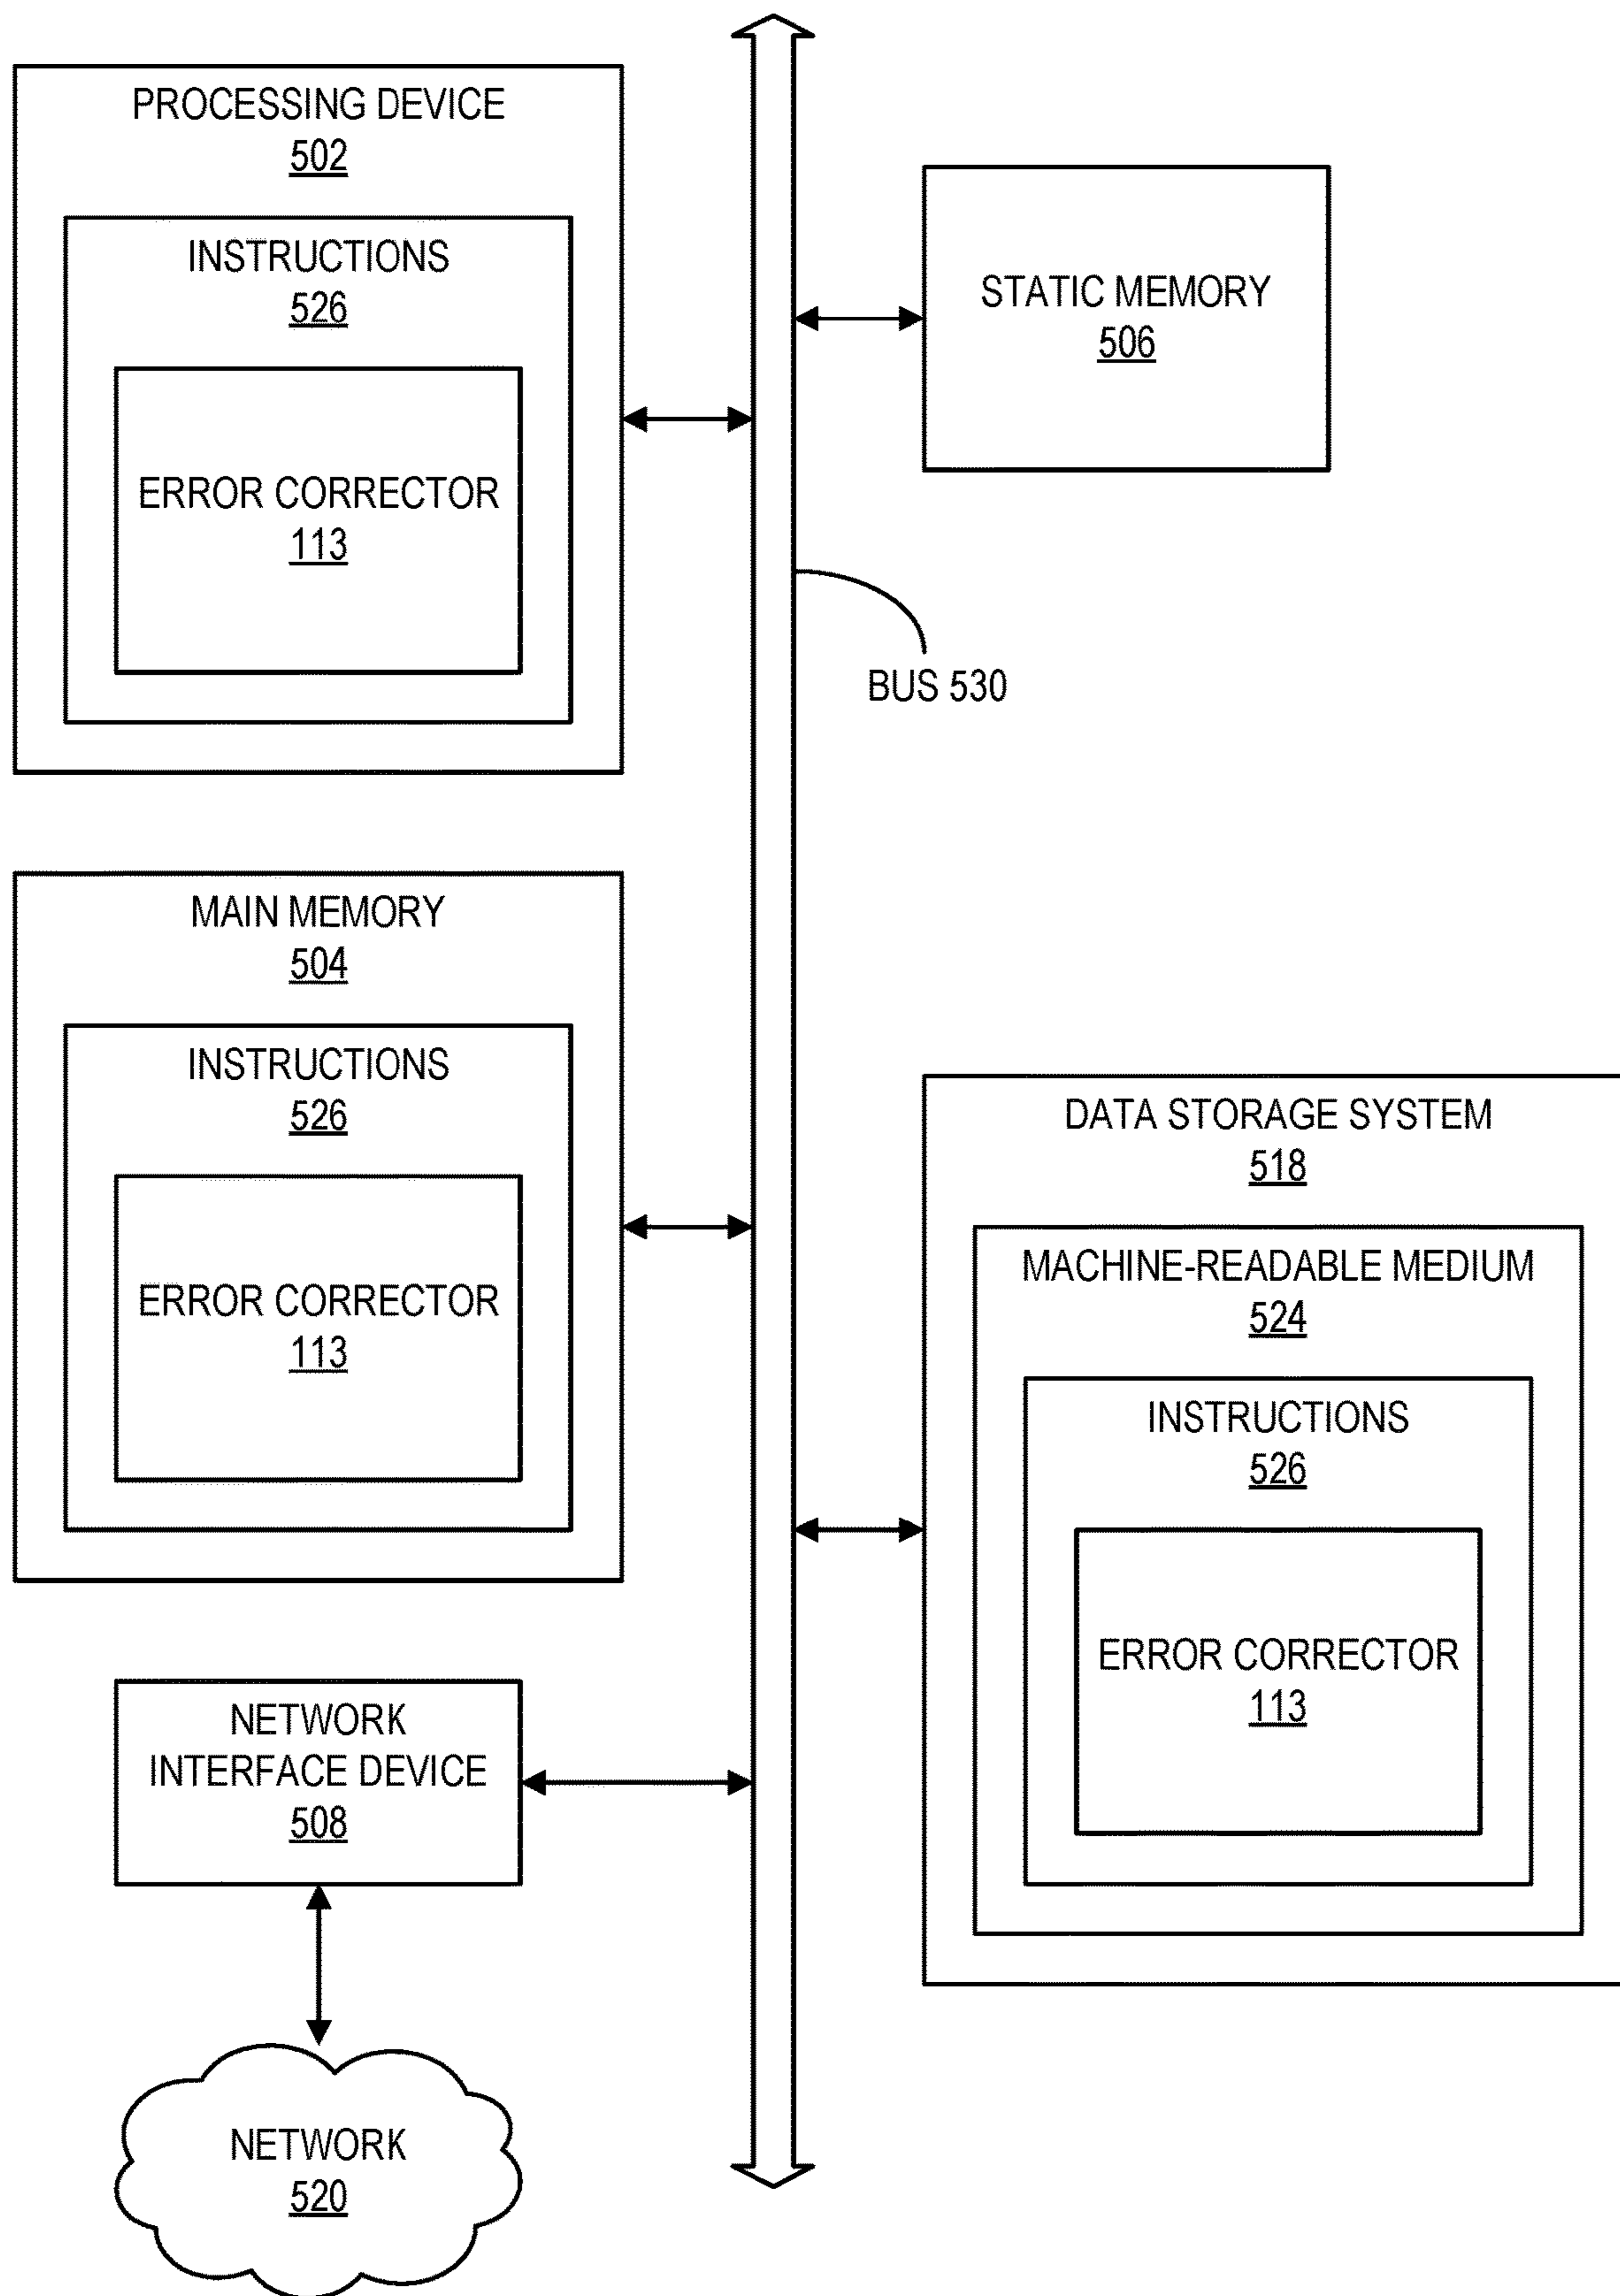 PROCESSING DEVICE
502
INSTRUCTIONS
526
ERROR CORRECTOR
113
STATIC MEMORY
506
BUS 530
MAIN MEMORY
504
INSTRUCTIONS
526
ERROR CORRECTOR
113
DATA STORAGE SYSTEM
518
MACHINE-READABLE MEDIUM
524
INSTRUCTIONS
526
ERROR CORRECTOR
113
NETWORK
INTERFACE DEVICE
508
NETWORK
520